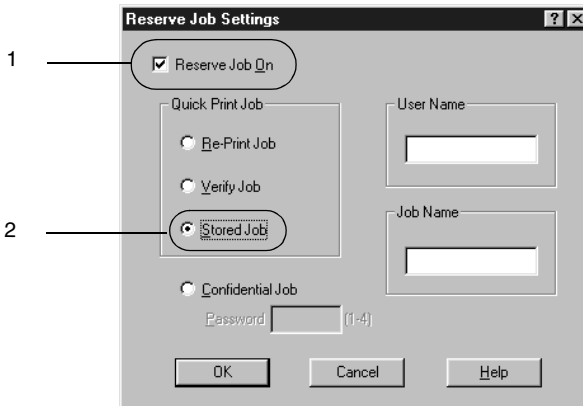 Reserve Job Settings
1
Reserve Job On
Quick Print Job
Re-Print Job
Verify Job
2
Stored Job
Confidential Job
Password
(1-4)
User Name
Job Name
OK
Cancel
Help